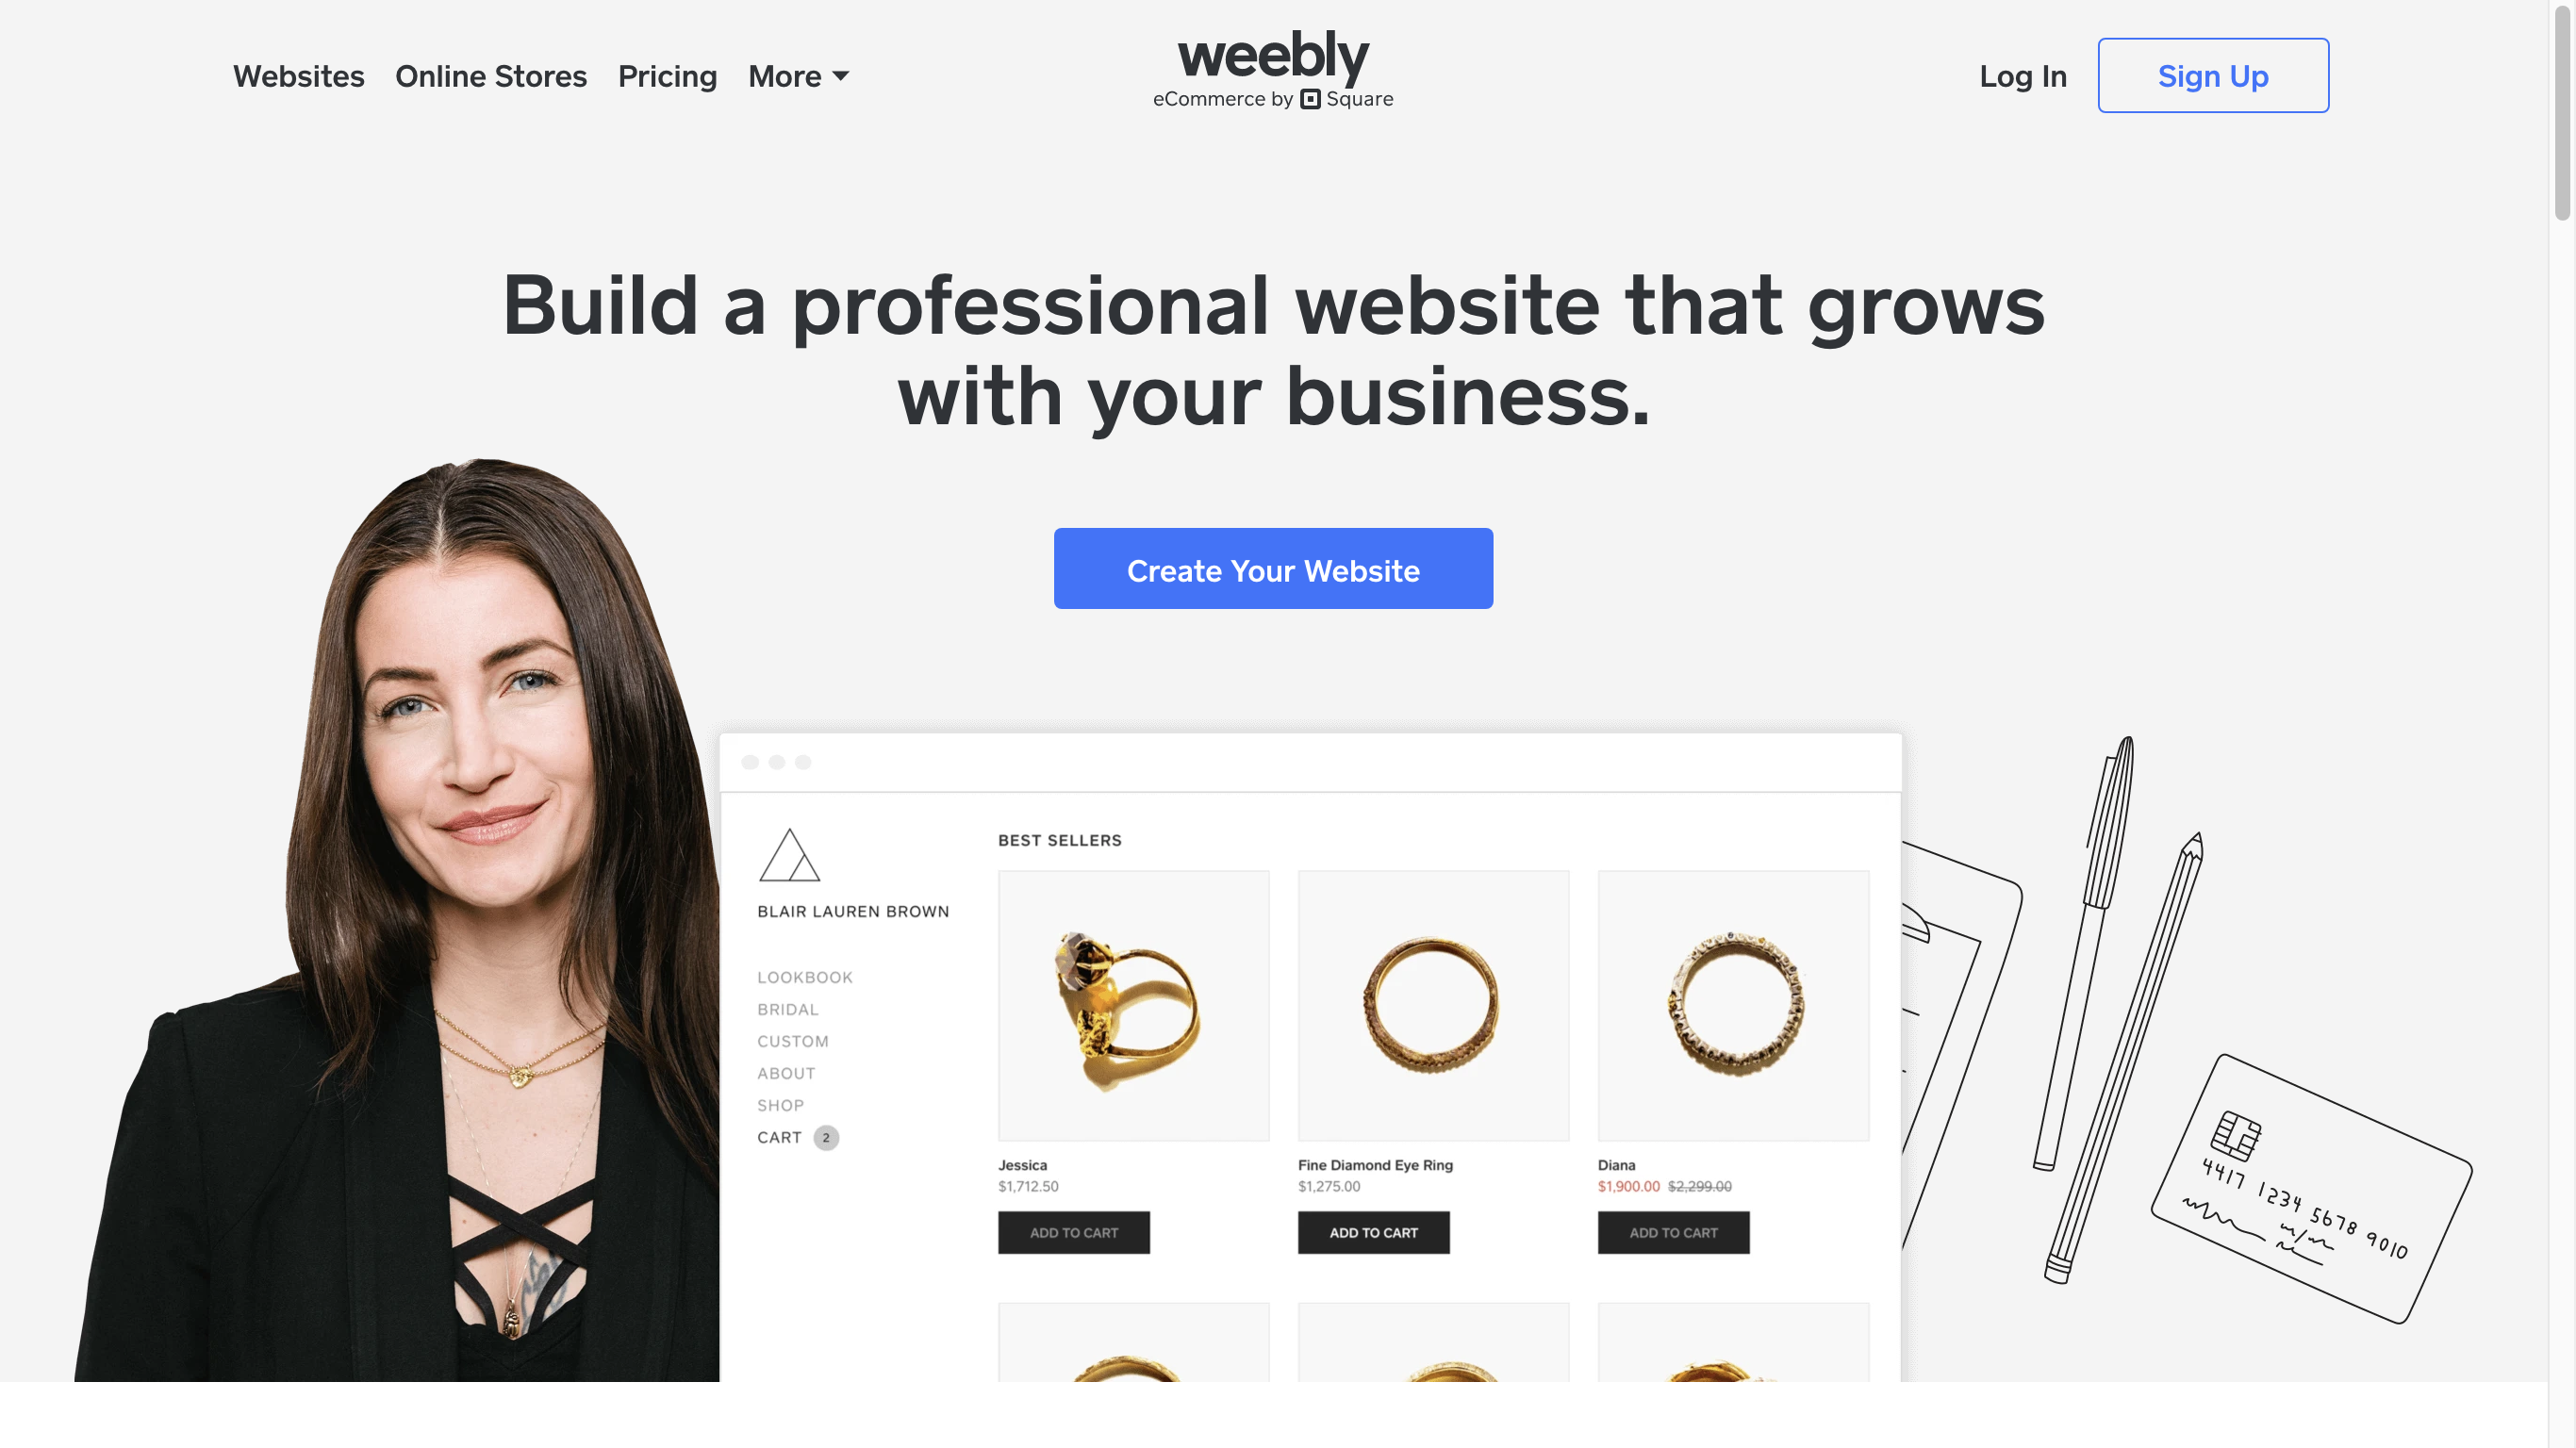 Websites Online Stores Pricing More
weebly
eCommerce by Square
Log In
Sign Up
Build a professional website that grows
with your business.
Create Your Website
BLAIR LAUREN BROWN
LOOKBOOK
BRIDAL
CUSTOM
ABOUT
SHOP
CART 2
BEST SELLERS
Jessica
$1,712.50
ADD TO CART
Fine Diamond Eye Ring
$1,275.00
ADD TO CART
Diana
$1,900.00 $2,299.00
ADD TO CART
4417 1234 5678 9010